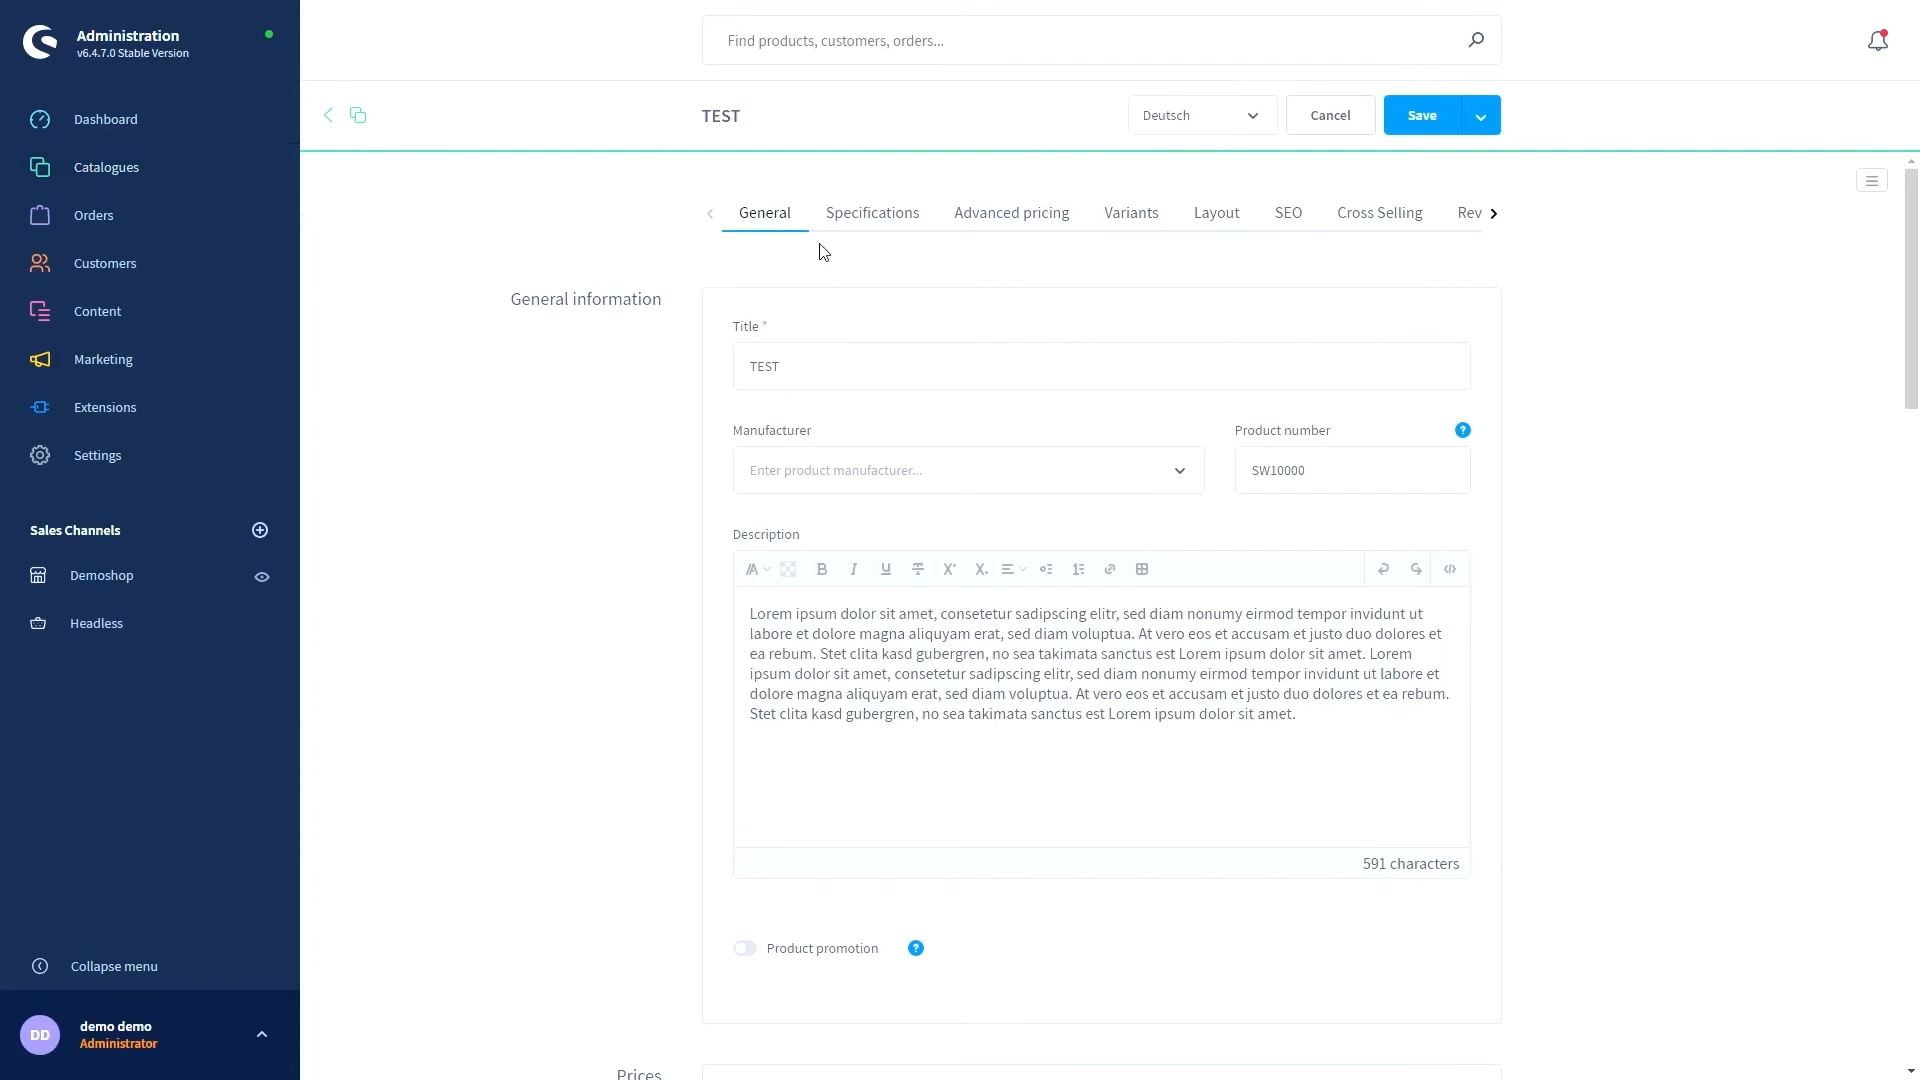 Administration
v6.4.7.0 Stable Version
Dashboard
Catalogues
Orders
Customers
Content
Marketing
Extensions
Settings
Sales Channels
Demoshop
Headless
Collapse menu
DD
demo demo
Administrator
Find products, customers, orders...
TEST
Deutsch
Cancel
Save
General
Specifications
Advanced pricing
Variants
Layout
SEO
Cross Selling
Rev
General information
Title *
TEST
Manufacturer
Product number
?
Enter product manufacturer...
SW10000
Description
Lorem ipsum dolor sit amet, consetetur sadipscing elitr, sed diam nonumy eirmod tempor invidunt ut
labore et dolore magna aliquyam erat, sed diam voluptua. At vero eos et accusam et justo duo dolores et
ea rebum. Stet clita kasd gubergren, no sea takimata sanctus est Lorem ipsum dolor sit amet. Lorem
ipsum dolor sit amet, consetetur sadipscing elitr, sed diam nonumy eirmod tempor invidunt ut labore et
dolore magna aliquyam erat, sed diam voluptua. At vero eos et accusam et justo duo dolores et ea rebum.
Stet clita kasd gubergren, no sea takimata sanctus est Lorem ipsum dolor sit amet.
591 characters
Product promotion
?
Prices